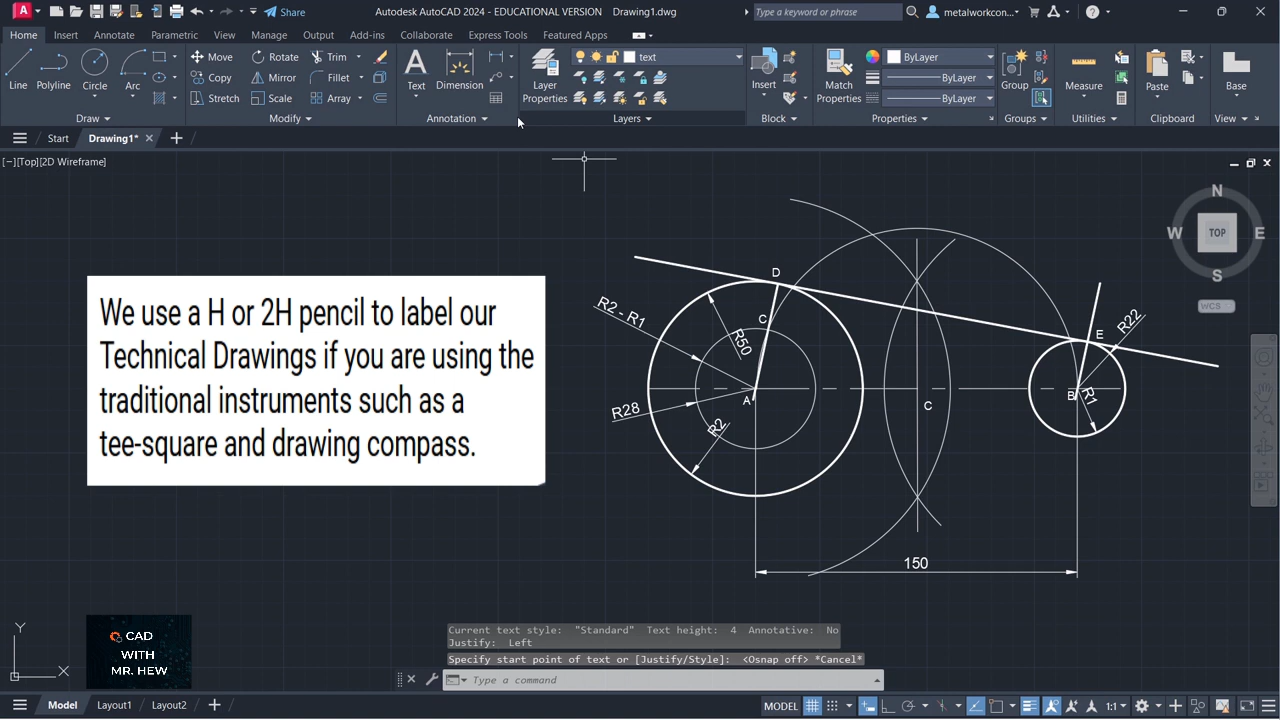 A
Share
Autodesk AutoCAD 2024 - EDUCATIONAL VERSION Drawing1.dwg
Type a keyword or phrase
metalworkcon...
Home Insert Annotate Parametric View Manage Output Add-ins Collaborate Express Tools Featured Apps
Line Polyline Circle Arc
Move Rotate Trim
Copy Mirror Fillet
Stretch Scale Array
Text Dimension
Layer Properties
text
Insert
Match Properties
ByLayer
ByLayer
ByLayer
Group
Measure
Paste
Base
Draw Modify Annotation Layers Block Properties Groups Utilities Clipboard View
Start Drawing1*
[−][Top][2D Wireframe]
N
W TOP E
S
WCS
We use a H or 2H pencil to label our
Technical Drawings if you are using the
traditional instruments such as a
tee-square and drawing compass.
D
R2 - R1
C
R50
E
R22
A
B
R1
C
R28
R2
150
Y
X
CAD
WITH
MR. HEW
Current text style: "Standard" Text height: 4 Annotative: No
Justify: Left
Specify start point of text or [Justify/Style]: <Osnap off> *Cancel*
Type a command
Model Layout1 Layout2
MODEL
1:1